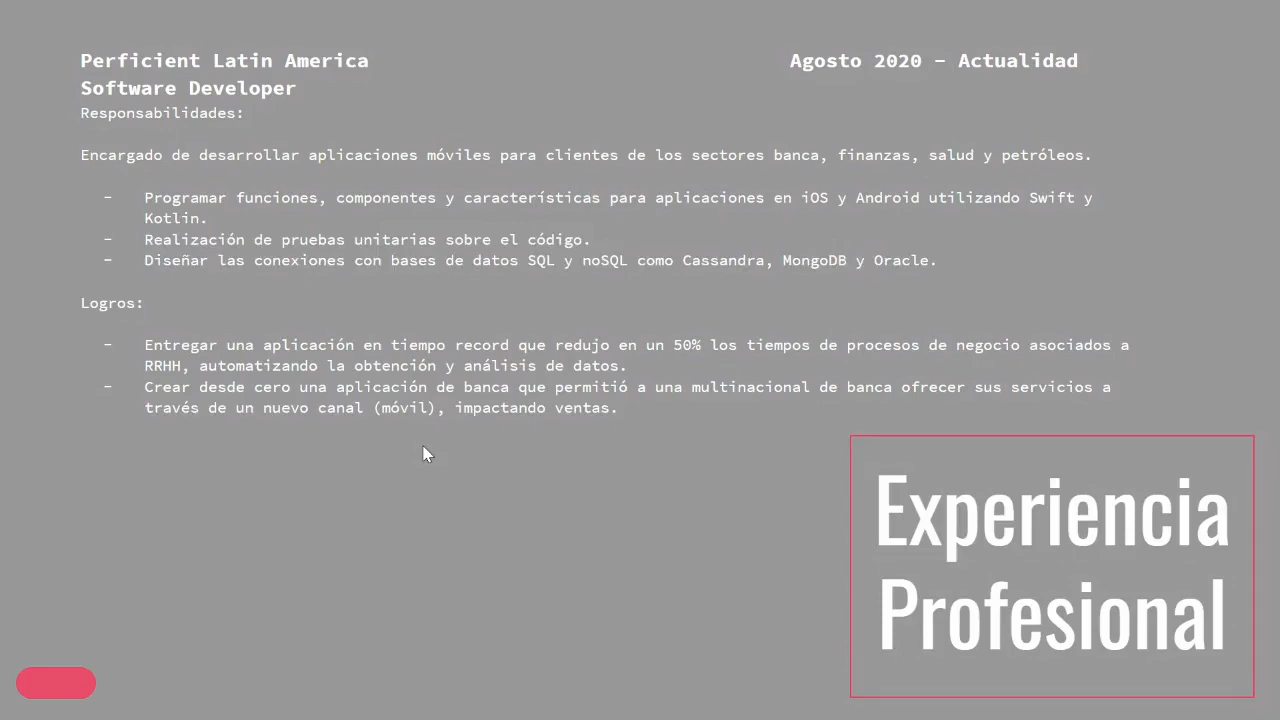 Perficient Latin America Agosto 2020 - Actualidad
Software Developer
Responsabilidades:
Encargado de desarrollar aplicaciones móviles para clientes de los sectores banca, finanzas, salud y petróleos.
- Programar funciones, componentes y características para aplicaciones en iOS y Android utilizando Swift y
Kotlin.
- Realización de pruebas unitarias sobre el código.
- Diseñar las conexiones con bases de datos SQL y noSQL como Cassandra, MongoDB y Oracle.
Logros:
- Entregar una aplicación en tiempo record que redujo en un 50% los tiempos de procesos de negocio asociados a
RRHH, automatizando la obtención y análisis de datos.
- Crear desde cero una aplicación de banca que permitió a una multinacional de banca ofrecer sus servicios a
través de un nuevo canal (móvil), impactando ventas.
Experiencia
Profesional